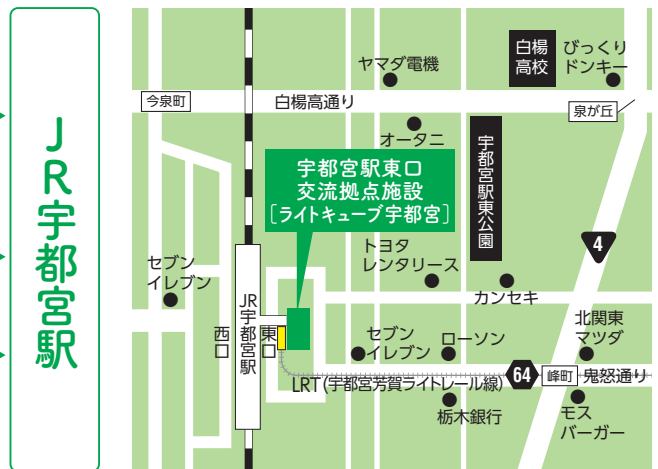 JR宇都宮駅
ヤマダ電機
白楊
高校
びっくり
ドンキー
今泉町
白楊高通り
泉が丘
オータニ
宇都宮駅東公園
宇都宮駅東口
交流拠点施設
[ライトキューブ宇都宮]
4
セブン
イレブン
トヨタ
レンタリース
カンセキ
西口
JR宇都宮駅
東口
セブン
イレブン
ローソン
北関東
マツダ
LRT(宇都宮芳賀ライトレール線)
64
峰町
鬼怒通り
栃木銀行
モス
バーガー